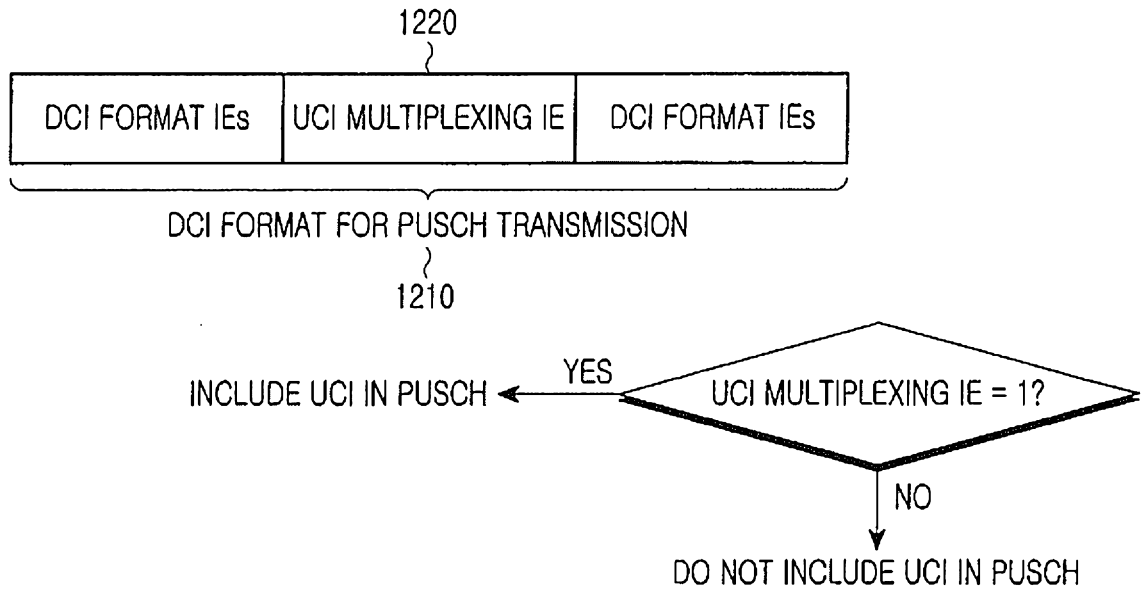 1220
DCI FORMAT IEs UCI MULTIPLEXING IE DCI FORMAT IEs
DCI FORMAT FOR PUSCH TRANSMISSION
1210
INCLUDE UCI IN PUSCH YES UCI MULTIPLEXING IE = 1?
NO
DO NOT INCLUDE UCI IN PUSCH